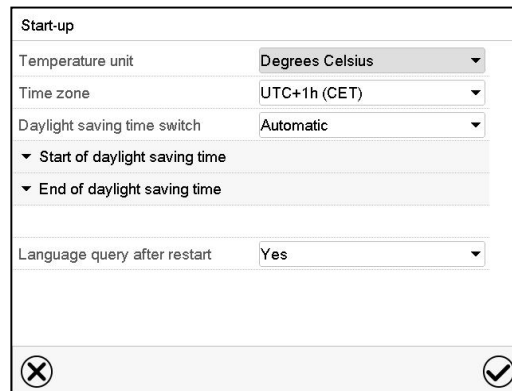 Start-up
Temperature unit Degrees Celsius
Time zone UTC+1h (CET)
Daylight saving time switch Automatic
Start of daylight saving time
End of daylight saving time
Language query after restart Yes